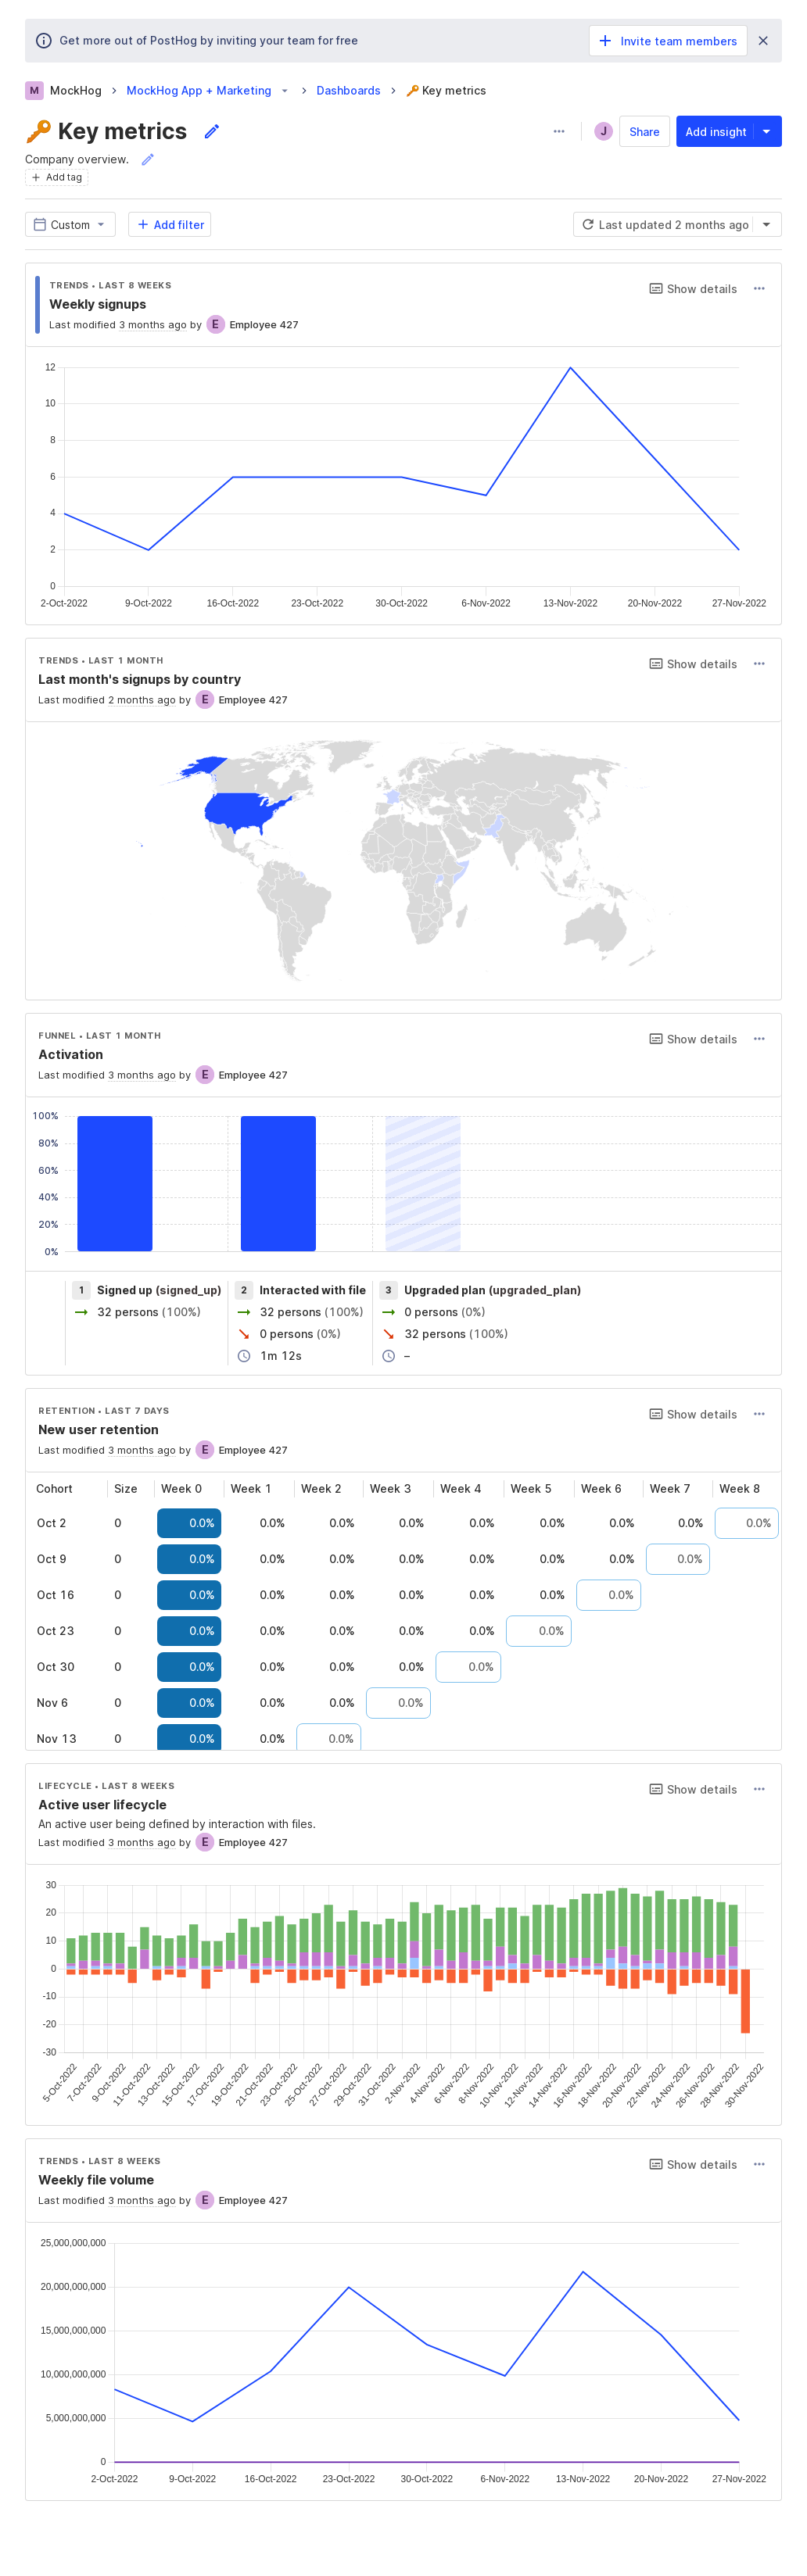 Get more out of PostHog by inviting your team for free
Invite team members
M MockHog MockHog App + Marketing Dashboards 🔑 Key metrics
🔑 Key metrics
J Share Add insight
Company overview.
Add tag
Custom Add filter Last updated 2 months ago
TRENDS • LAST 8 WEEKS
Show details
Weekly signups
Last modified 3 months ago by E Employee 427
12
10
8
6
4
2
0
2-Oct-2022 9-Oct-2022 16-Oct-2022 23-Oct-2022 30-Oct-2022 6-Nov-2022 13-Nov-2022 20-Nov-2022 27-Nov-2022
TRENDS • LAST 1 MONTH
Show details
Last month's signups by country
Last modified 2 months ago by E Employee 427
FUNNEL • LAST 1 MONTH
Show details
Activation
Last modified 3 months ago by E Employee 427
100%
80%
60%
40%
20%
0%
1 Signed up (signed_up) 2 Interacted with file 3 Upgraded plan (upgraded_plan)
32 persons (100%) 32 persons (100%) 0 persons (0%)
0 persons (0%) 32 persons (100%)
1m 12s –
RETENTION • LAST 7 DAYS
Show details
New user retention
Last modified 3 months ago by E Employee 427
Cohort Size Week 0 Week 1 Week 2 Week 3 Week 4 Week 5 Week 6 Week 7 Week 8
Oct 2 0 0.0% 0.0% 0.0% 0.0% 0.0% 0.0% 0.0% 0.0% 0.0%
Oct 9 0 0.0% 0.0% 0.0% 0.0% 0.0% 0.0% 0.0% 0.0%
Oct 16 0 0.0% 0.0% 0.0% 0.0% 0.0% 0.0% 0.0%
Oct 23 0 0.0% 0.0% 0.0% 0.0% 0.0% 0.0%
Oct 30 0 0.0% 0.0% 0.0% 0.0% 0.0%
Nov 6 0 0.0% 0.0% 0.0% 0.0%
Nov 13 0 0.0% 0.0% 0.0%
LIFECYCLE • LAST 8 WEEKS
Show details
Active user lifecycle
An active user being defined by interaction with files.
Last modified 3 months ago by E Employee 427
30
20
10
0
-10
-20
-30
5-Oct-2022 7-Oct-2022 9-Oct-2022 11-Oct-2022 13-Oct-2022 15-Oct-2022 17-Oct-2022 19-Oct-2022 21-Oct-2022 23-Oct-2022 25-Oct-2022 27-Oct-2022 29-Oct-2022 31-Oct-2022 2-Nov-2022 4-Nov-2022 6-Nov-2022 8-Nov-2022 10-Nov-2022 12-Nov-2022 14-Nov-2022 16-Nov-2022 18-Nov-2022 20-Nov-2022 22-Nov-2022 24-Nov-2022 26-Nov-2022 28-Nov-2022 30-Nov-2022
TRENDS • LAST 8 WEEKS
Show details
Weekly file volume
Last modified 3 months ago by E Employee 427
25,000,000,000
20,000,000,000
15,000,000,000
10,000,000,000
5,000,000,000
0
2-Oct-2022 9-Oct-2022 16-Oct-2022 23-Oct-2022 30-Oct-2022 6-Nov-2022 13-Nov-2022 20-Nov-2022 27-Nov-2022